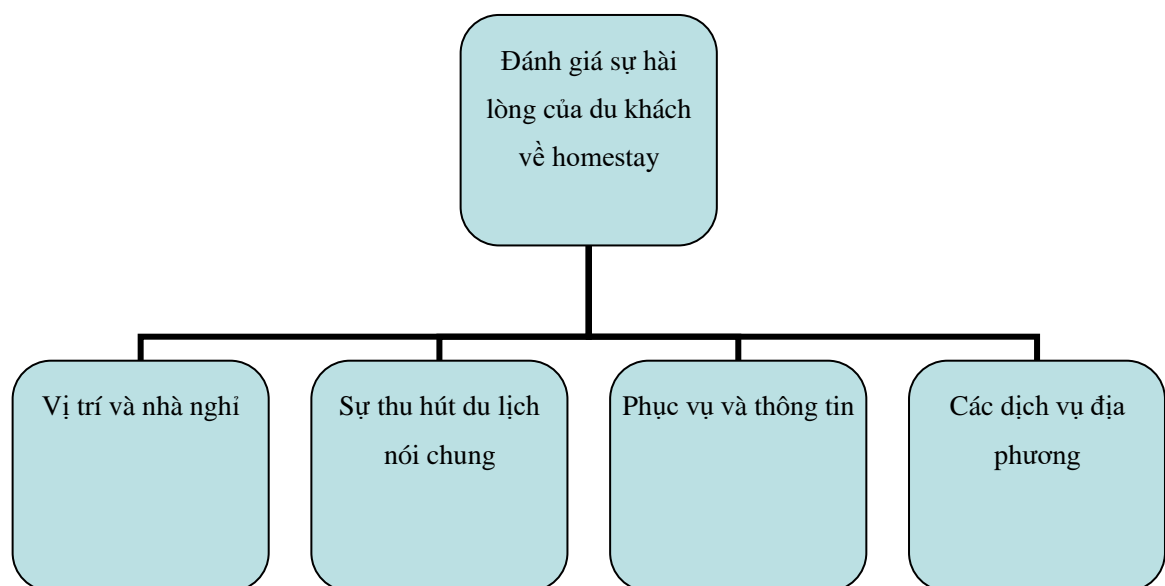 Đánh giá sự hài
lòng của du khách
về homestay
Vị trí và nhà nghỉ
Sự thu hút du lịch
nói chung
Phục vụ và thông tin
Các dịch vụ địa
phương